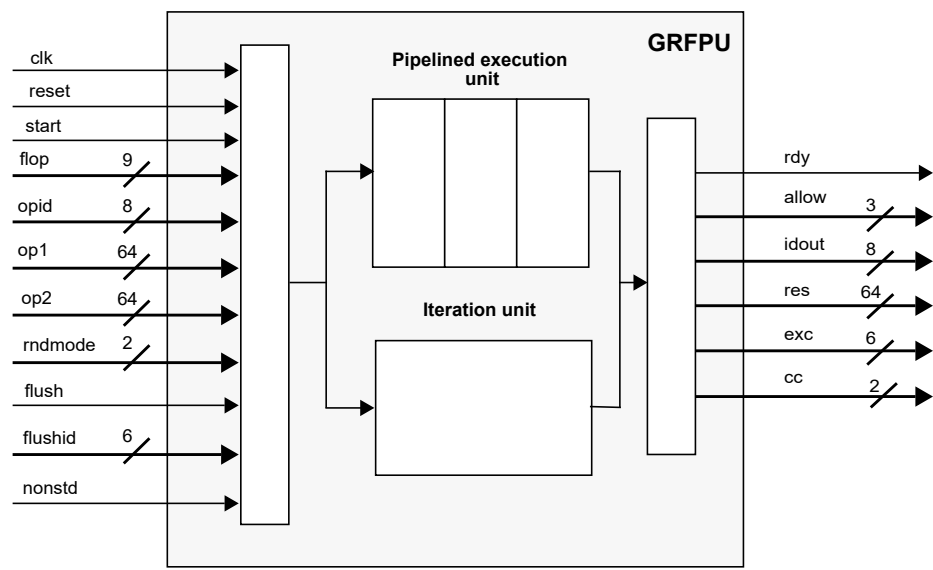 GRFPU
Pipelined execution
unit
Iteration unit
clk
reset
start
flop 9
opid 8
op1 64
op2 64
rndmode 2
flush
flushid 6
nonstd
rdy
allow 3
idout 8
res 64
exc 6
cc 2